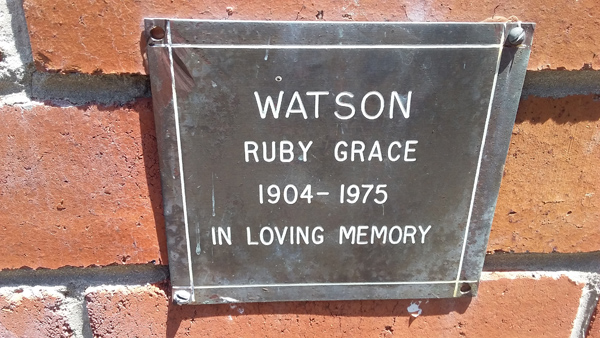 WATSON
RUBY GRACE
1904-1975
IN LOVING MEMORY